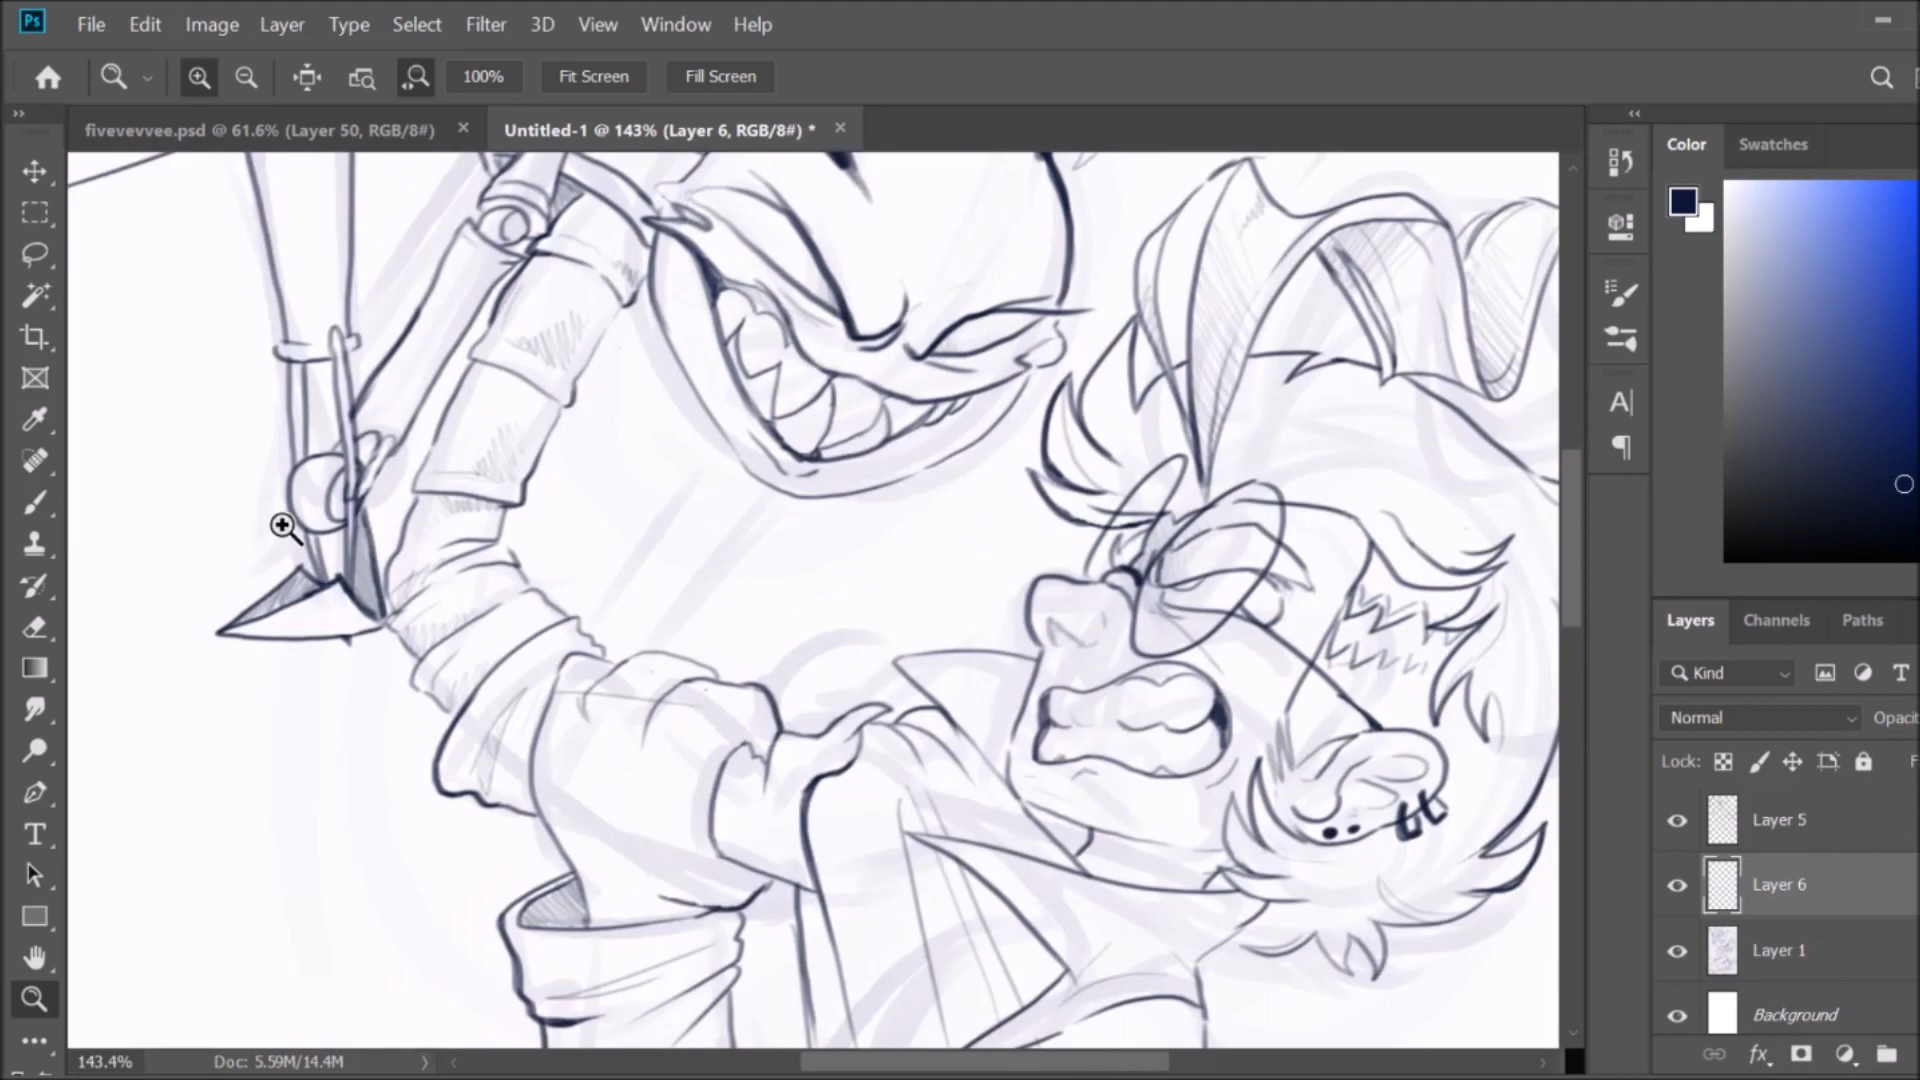 Ps File Edit Image Layer Type Select Filter 3D View Window Help
100% Fit Screen Fill Screen
fivevevvee.psd @ 61.6% (Layer 50, RGB/8#) × Untitled-1 @ 143% (Layer 6, RGB/8#) * ×
Color Swatches
Layers Channels Paths
Kind
Normal Opacit
Lock: F
Layer 5
Layer 6
Layer 1
Background
fx
143.4% Doc: 5.59M/14.4M